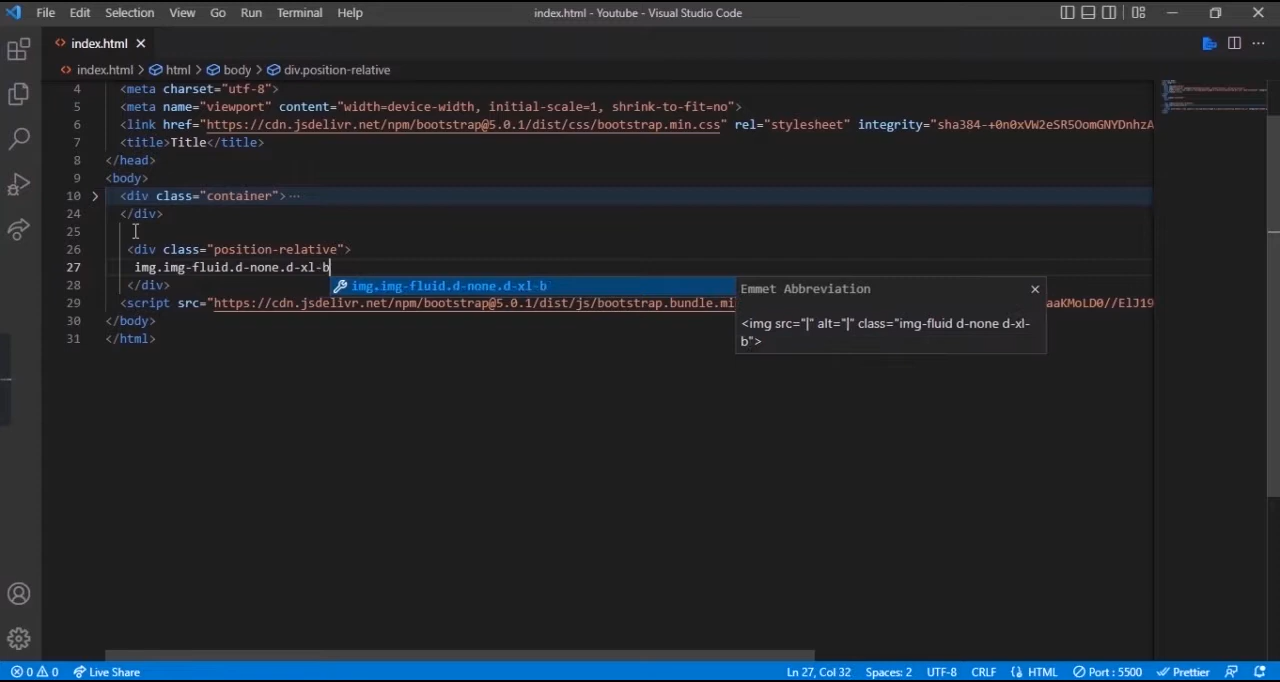 File Edit Selection View Go Run Terminal Help index.html - Youtube - Visual Studio Code
index.html
index.html > html > body > div.position-relative
4 <meta charset="utf-8">
5 <meta name="viewport" content="width=device-width, initial-scale=1, shrink-to-fit=no">
6 <link href="https://cdn.jsdelivr.net/npm/bootstrap@5.0.1/dist/css/bootstrap.min.css" rel="stylesheet" integrity="sha384-+0n0xVW2eSR5OomGNYDnhzA
7 <title>Title</title>
8 </head>
9 <body>
10 <div class="container"> ...
24 </div>
25
26 <div class="position-relative">
27 img.img-fluid.d-none.d-xl-b
28 </div>
img.img-fluid.d-none.d-xl-b
Emmet Abbreviation
<img src="|" alt="|" class="img-fluid d-none d-xl-
b">
29 <script src="https://cdn.jsdelivr.net/npm/bootstrap@5.0.1/dist/js/bootstrap.bundle.mi aaKMoLD0//ElJ19
30 </body>
31 </html>
0 0 Live Share Ln 27, Col 32 Spaces: 2 UTF-8 CRLF HTML Port : 5500 Prettier